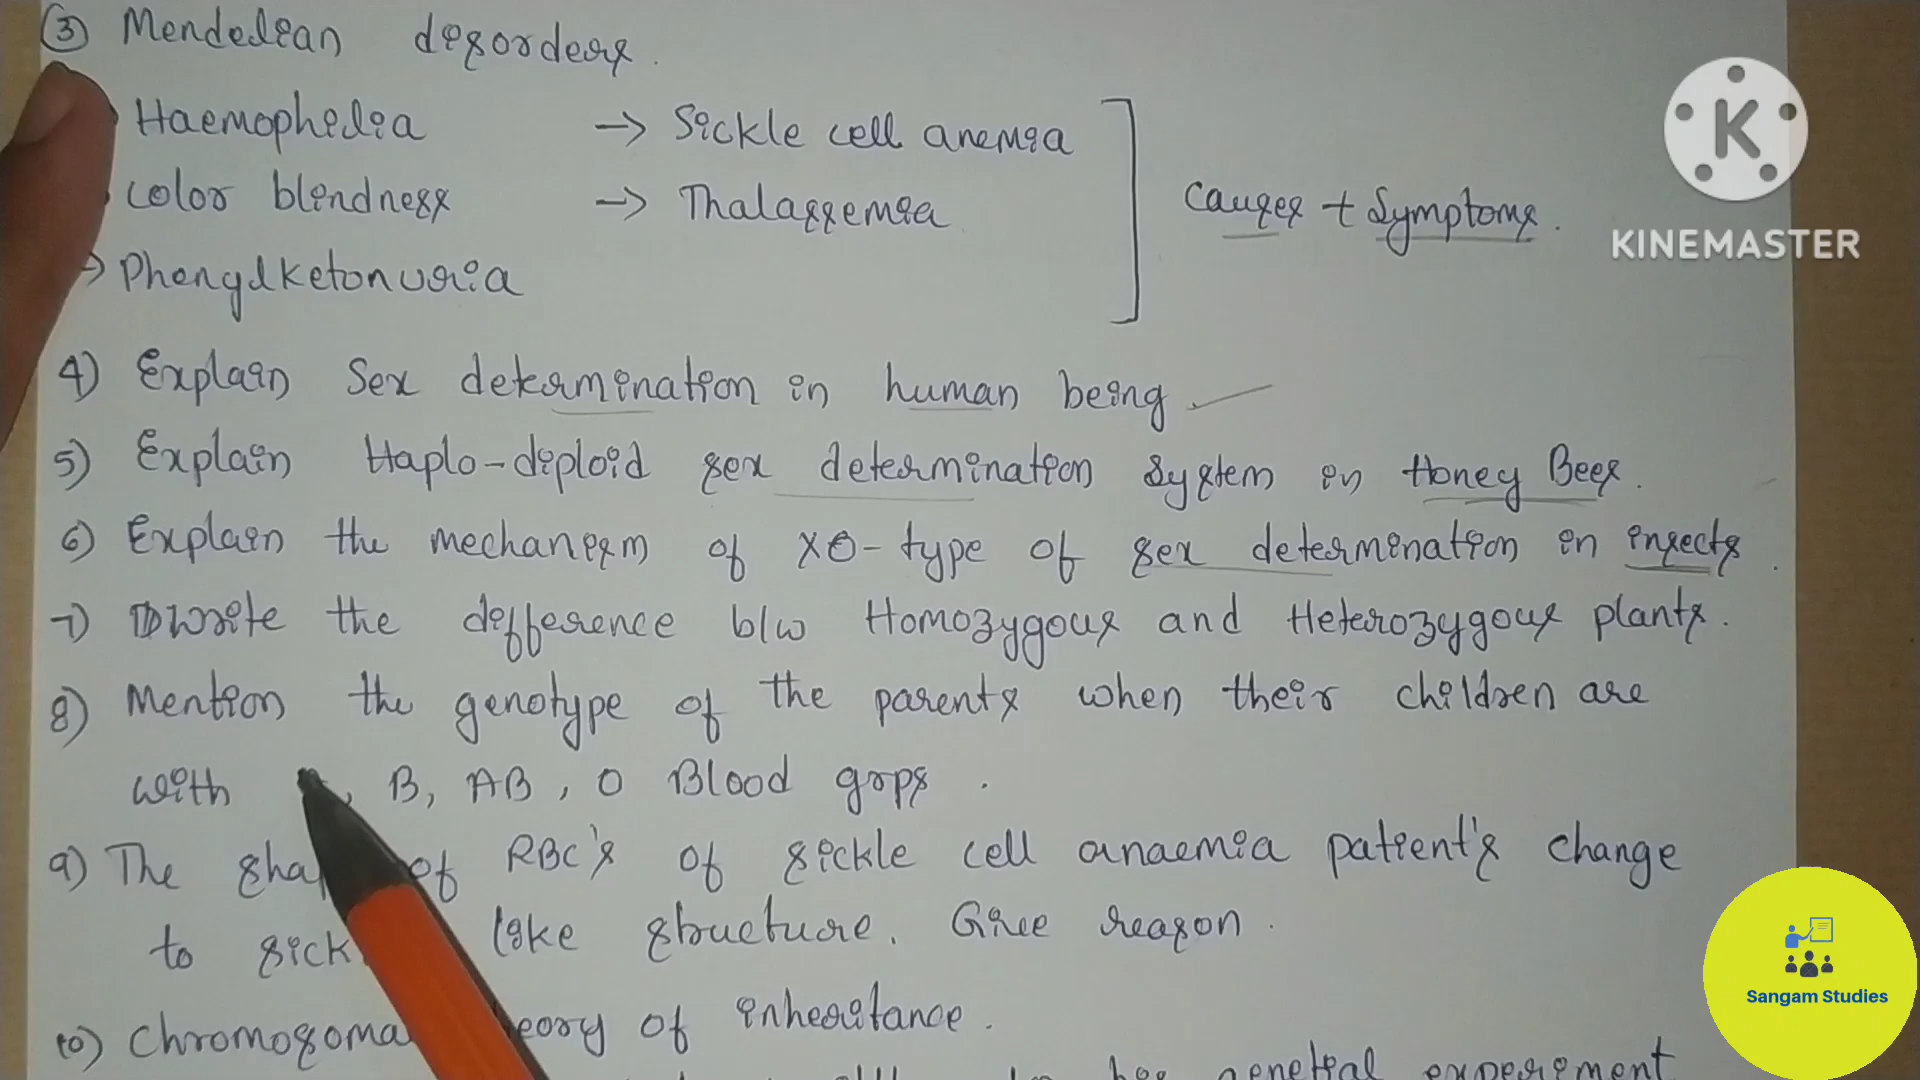 ③ Mendelian disorders.
Haemophilia → Sickle cell anemia
Color blindness → Thalassemia
Causes + Symptoms.
→ Phenylketonuria
KINEMASTER
4) Explain Sex determination in human being.
5) Explain Haplo-diploid sex determination System in Honey Bees.
6) Explain the mechanism of XO-type of sex determination in insects.
7) Write the difference b/w Homozygous and Heterozygous plants.
8) Mention the genotype of the parents when their children are
with , B, AB, O Blood grps.
9) The of RBC's of sickle cell anaemia patient's change
to like structure. Give reason.
10) of inheritance.
genetical experiment
Sangam Studies